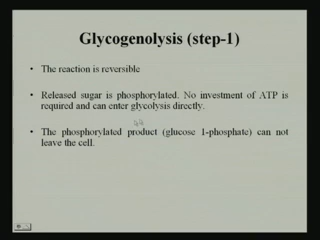 Glycogenolysis (step-1)
• The reaction is reversible
• Released sugar is phosphorylated. No investment of ATP is
required and can enter glycolysis directly.
• The phosphorylated product (glucose 1-phosphate) can not
leave the cell.